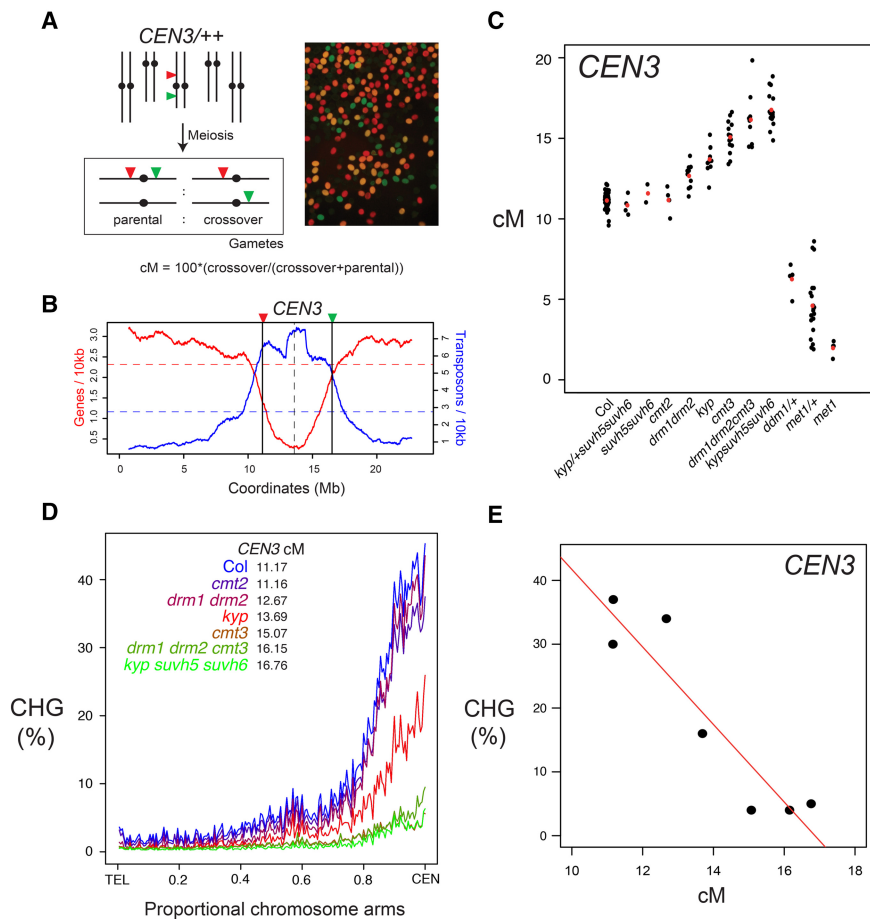 A
CEN3/++
Meiosis
:
:
parental : crossover
Gametes
cM = 100*(crossover/(crossover+parental))
B
CEN3
Genes / 10kb
3.0
2.5
2.0
1.5
1.0
0.5
Transposons / 10kb
7
6
5
4
3
2
1
0 5 10 15 20
Coordinates (Mb)
C
CEN3
cM
20
15
10
5
0
Col
kyp/+suvh5suvh6
suvh5suvh6
cmt2
drm1drm2
kyp
cmt3
drm1drm2cmt3
kypsuvh5suvh6
ddm1/+
met1/+
met1
D
CEN3 cM
Col 11.17
cmt2 11.16
drm1 drm2 12.67
kyp 13.69
cmt3 15.07
drm1 drm2 cmt3 16.15
kyp suvh5 suvh6 16.76
CHG
(%)
40
30
20
10
0
TEL 0.2 0.4 0.6 0.8 CEN
Proportional chromosome arms
E
CEN3
CHG
(%)
40
30
20
10
0
10 12 14 16 18
cM